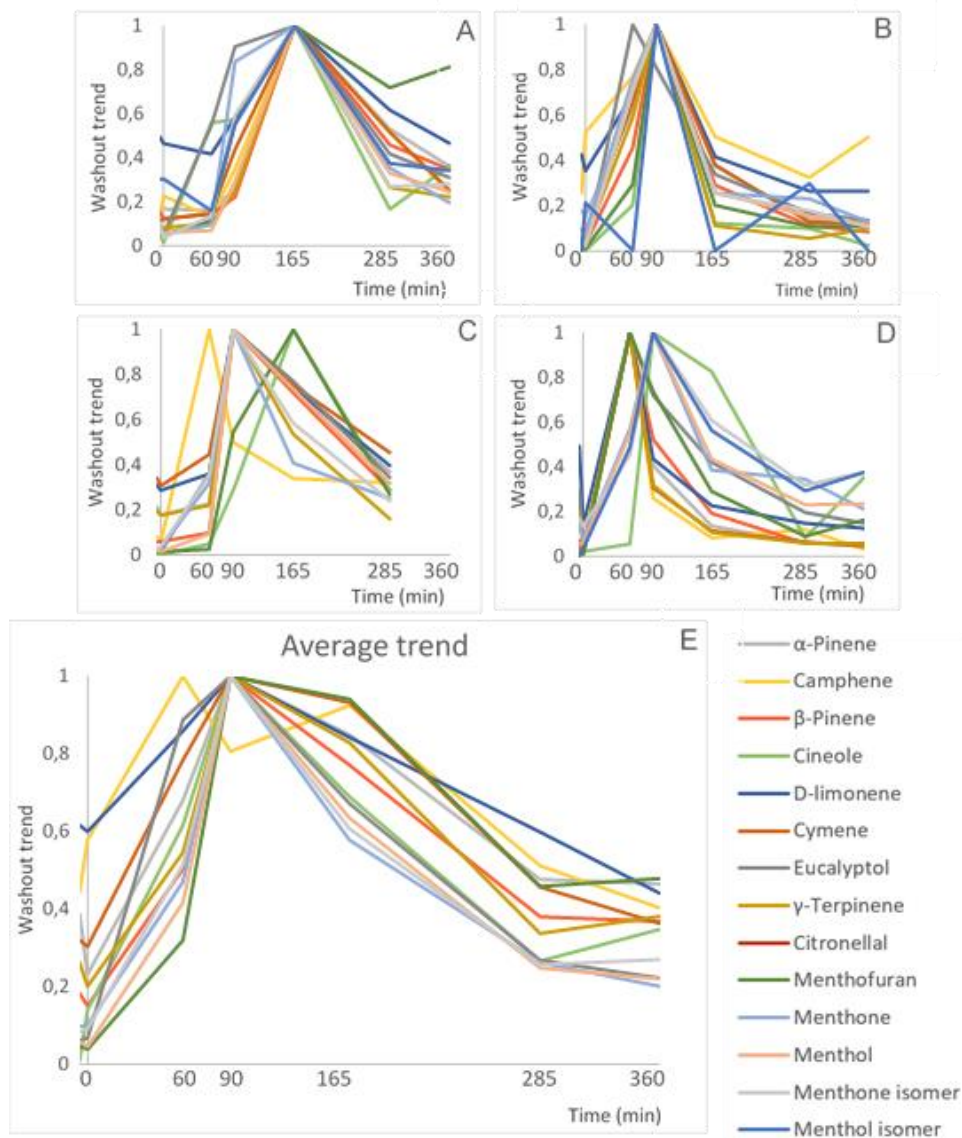 A
Washout trend
1
0,8
0,6
0,4
0,2
0
0 60 90 165 285 360
Time (min);
B
Washout trend
1
0,8
0,6
0,4
0,2
0
0 60 90 165 285 360
Time (min)
C
Washout trend
1
0,8
0,6
0,4
0,2
0
0 60 90 165 285 360
Time (min)
D
Washout trend
1
0,8
0,6
0,4
0,2
0
0 60 90 165 285 360
Time (min)
Average trend
E
Washout trend
1
0,8
0,6
0,4
0,2
0
0 60 90 165 285 360
Time (min)
α-Pinene
Camphene
β-Pinene
Cineole
D-limonene
Cymene
Eucalyptol
γ-Terpinene
Citronellal
Menthofuran
Menthone
Menthol
Menthone isomer
Menthol isomer